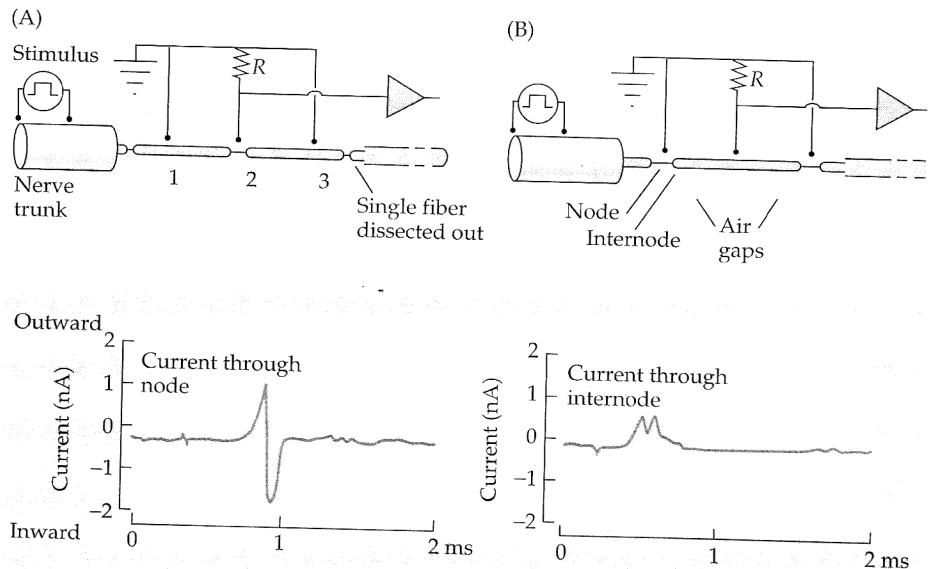 (A)
Stimulus
R
1 2 3
Nerve
trunk
Single fiber
dissected out
(B)
R
Node
Internode
Air
gaps
Outward
2
1
0
−1
−2
Current (nA)
Current through
node
Inward
0 1 2 ms
2
1
0
−1
−2
Current (nA)
Current through
internode
0 1 2 ms